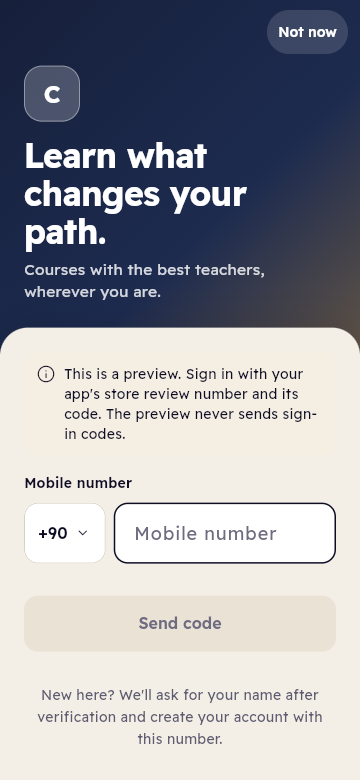 Not now
C
Learn what
changes your
path.
Courses with the best teachers,
wherever you are.
This is a preview. Sign in with your
app's store review number and its
code. The preview never sends sign-
in codes.
Mobile number
+90
Mobile number
Send code
New here? We'll ask for your name after
verification and create your account with
this number.